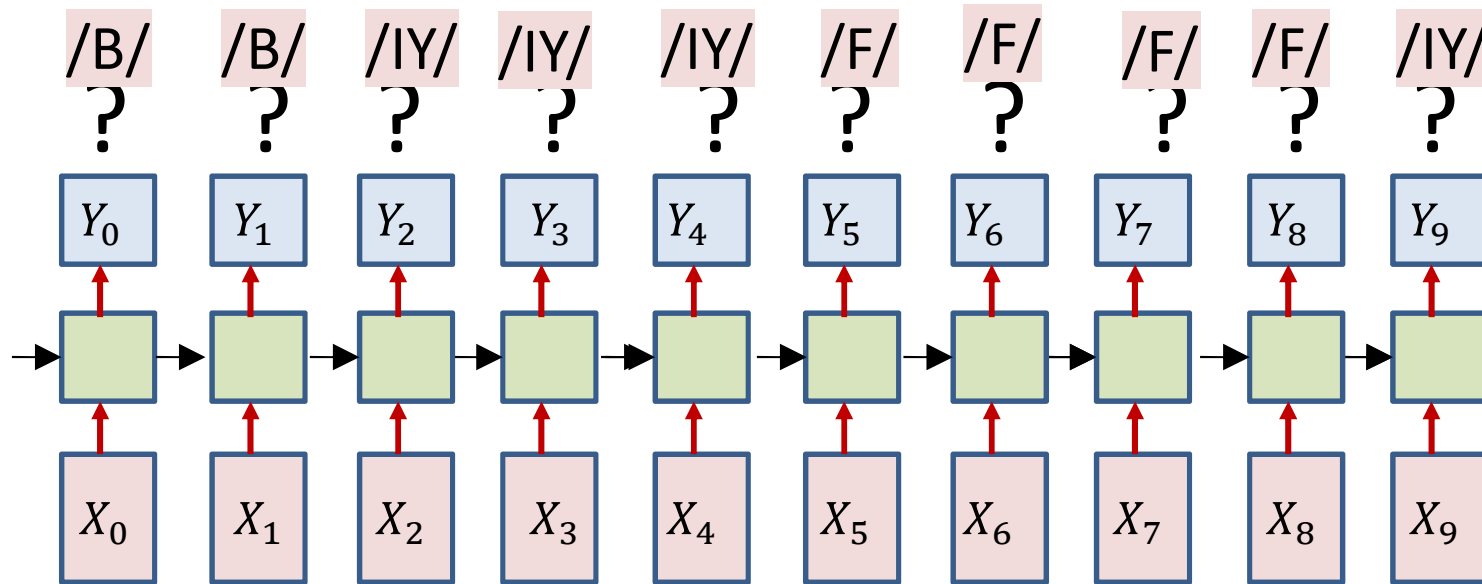 /B/ /B/ /IY/ /IY/ /IY/ /F/ /F/ /F/ /F/ /IY/
? ? ? ? ? ? ? ? ? ?
Y₀ Y₁ Y₂ Y₃ Y₄ Y₅ Y₆ Y₇ Y₈ Y₉
X₀ X₁ X₂ X₃ X₄ X₅ X₆ X₇ X₈ X₉